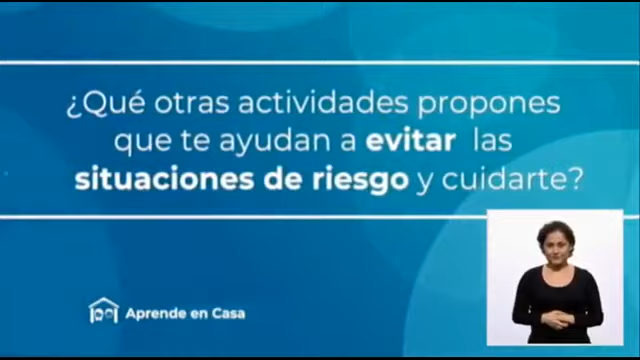 ¿Qué otras actividades propones
que te ayudan a evitar las
situaciones de riesgo y cuidarte?
Aprende en Casa